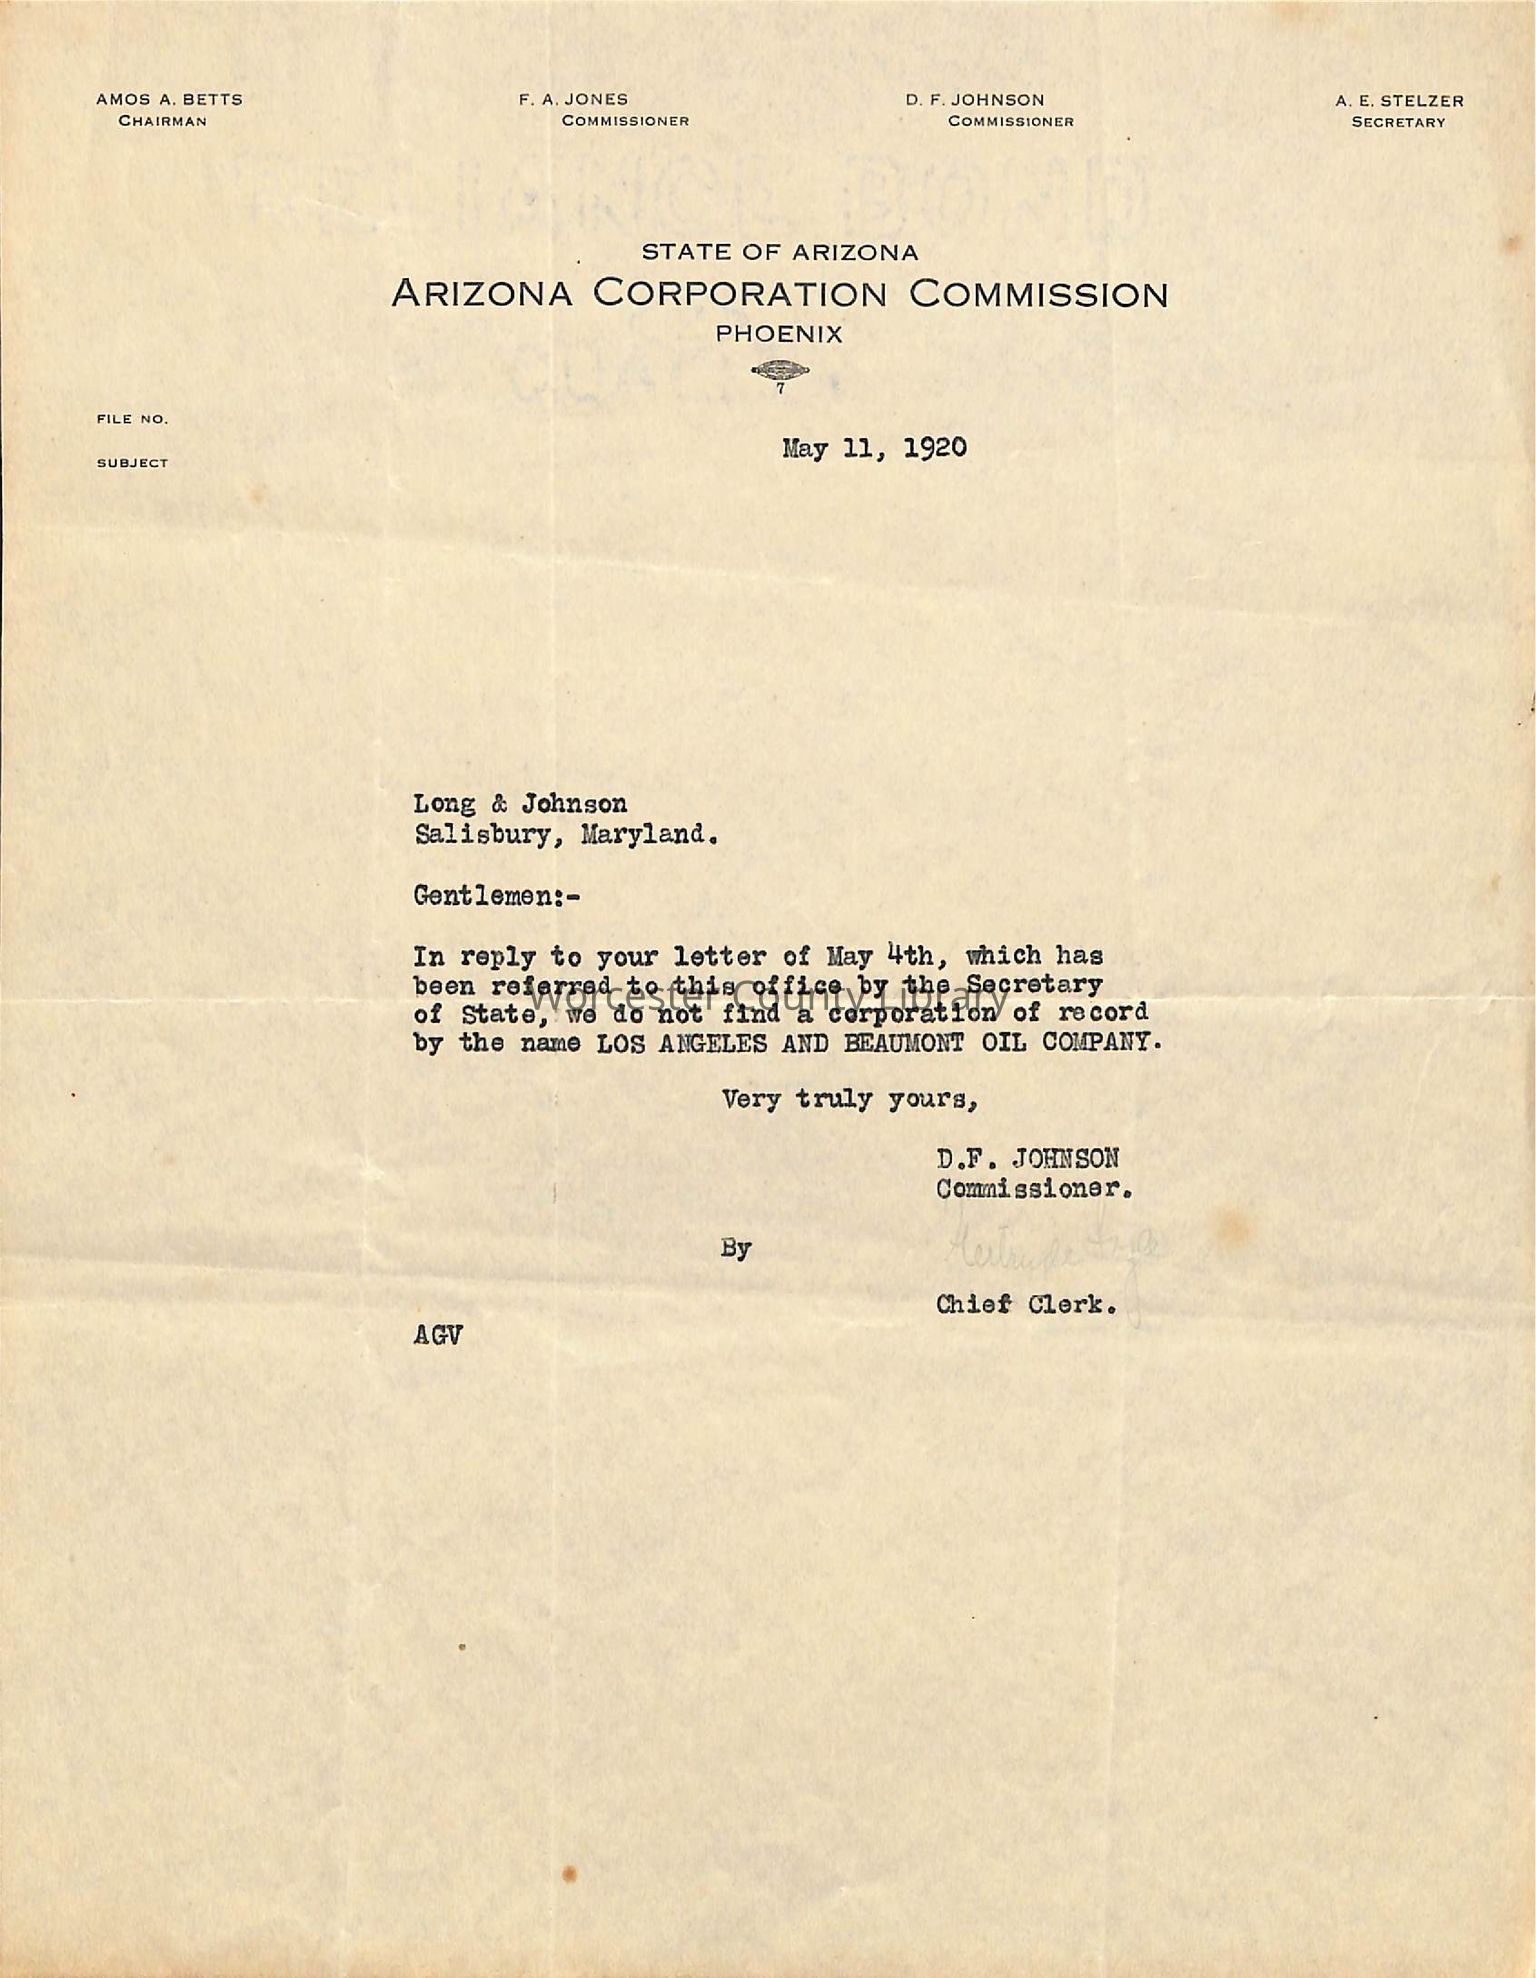 AMOS A. BETTS
CHAIRMAN
F. A. JONES
COMMISSIONER
D. F. JOHNSON
COMMISSIONER
A. E. STELZER
SECRETARY
STATE OF ARIZONA
ARIZONA CORPORATION COMMISSION
PHOENIX
7
FILE NO.
SUBJECT
May 11, 1920
Long & Johnson
Salisbury, Maryland.
Gentlemen:-
In reply to your letter of May 4th, which has
been referred to this office by the Secretary
of State, we do not find a corporation of record
by the name LOS ANGELES AND BEAUMONT OIL COMPANY.
Worcester County Library
Very truly yours,
D.F. JOHNSON
Commissioner.
By
Gertrude
Chief Clerk.
AGV